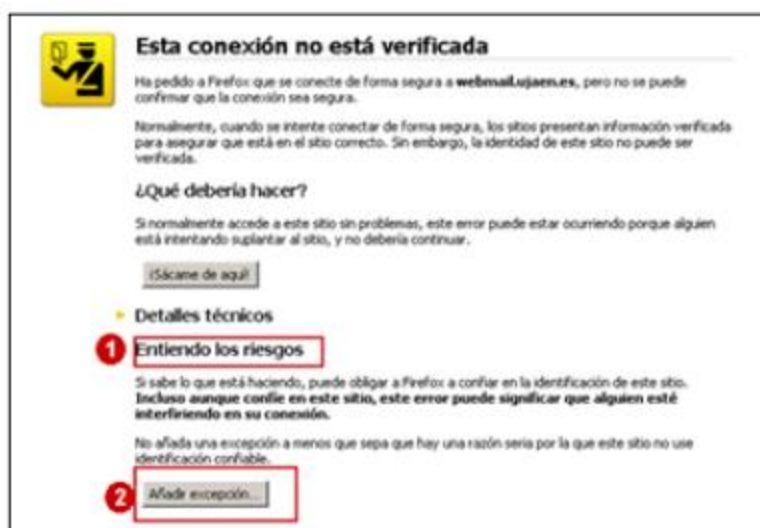 Esta conexión no está verificada
Ha pedido a Firefox que se conecte de forma segura a webmail.ujaen.es, pero no se puede
confirmar que la conexión sea segura.
Normalmente, cuando se intente conectar de forma segura, los sitios presentan información verificada
para asegurar que está en el sitio correcto. Sin embargo, la identidad de este sitio no puede ser
verificada.
¿Qué debería hacer?
Si normalmente accede a este sitio sin problemas, este error puede estar ocurriendo porque alguien
está intentando suplantar al sitio, y no debería continuar.
¡Sácame de aquí!
Detalles técnicos
1 Entiendo los riesgos
Si sabe lo que está haciendo, puede obligar a Firefox a confiar en la identificación de este sitio.
Incluso aunque confíe en este sitio, este error puede significar que alguien esté
interfiriendo en su conexión.
No añada una excepción a menos que sepa que hay una razón seria por la que este sitio no use
identificación confiable.
2 Añadir excepción...